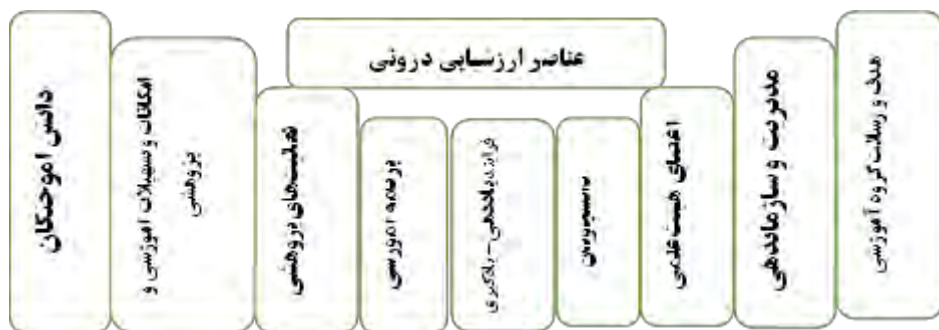 عناصر ارزشیابی درونی
هدف و رسالت گروه آموزشی
مدیریت و سازماندهی
اعضای هیئت علمی
دانشجویان
فرایند یاددهی – یادگیری
برنامه آموزشی
فعالیت‌های پژوهشی
امکانات و تسهیلات آموزشی و
پژوهشی
دانش آموختگان